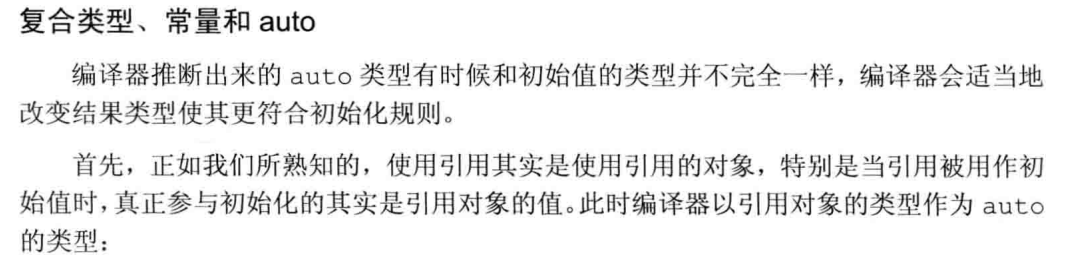 复合类型、常量和 auto
编译器推断出来的 auto 类型有时候和初始值的类型并不完全一样，编译器会适当地
改变结果类型使其更符合初始化规则。
首先，正如我们所熟知的，使用引用其实是使用引用的对象，特别是当引用被用作初
始值时，真正参与初始化的其实是引用对象的值。此时编译器以引用对象的类型作为 auto
的类型：